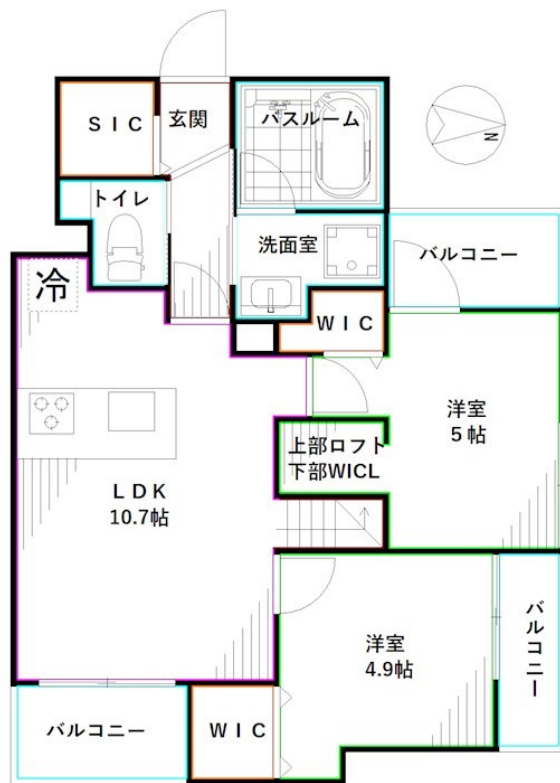 SIC
玄関
バスルーム
トイレ
洗面室
N
バルコニー
冷
WIC
洋室
5帖
上部ロフト
下部WICL
LDK
10.7帖
洋室
4.9帖
バルコニー
バルコニー
WIC